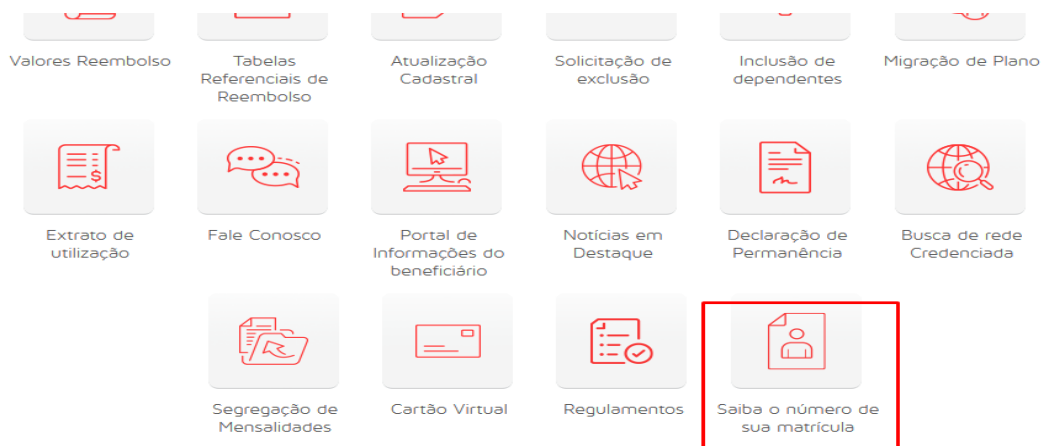 Valores Reembolso
Tabelas
Referenciais de
Reembolso
Atualização
Cadastral
Solicitação de
exclusão
Inclusão de
dependentes
Migração de Plano
$
Extrato de
utilização
Fale Conosco
Portal de
Informações do
beneficiário
Notícias em
Destaque
Declaração de
Permanência
Busca de rede
Credenciada
Segregação de
Mensalidades
Cartão Virtual
Regulamentos
Saiba o número de
sua matrícula